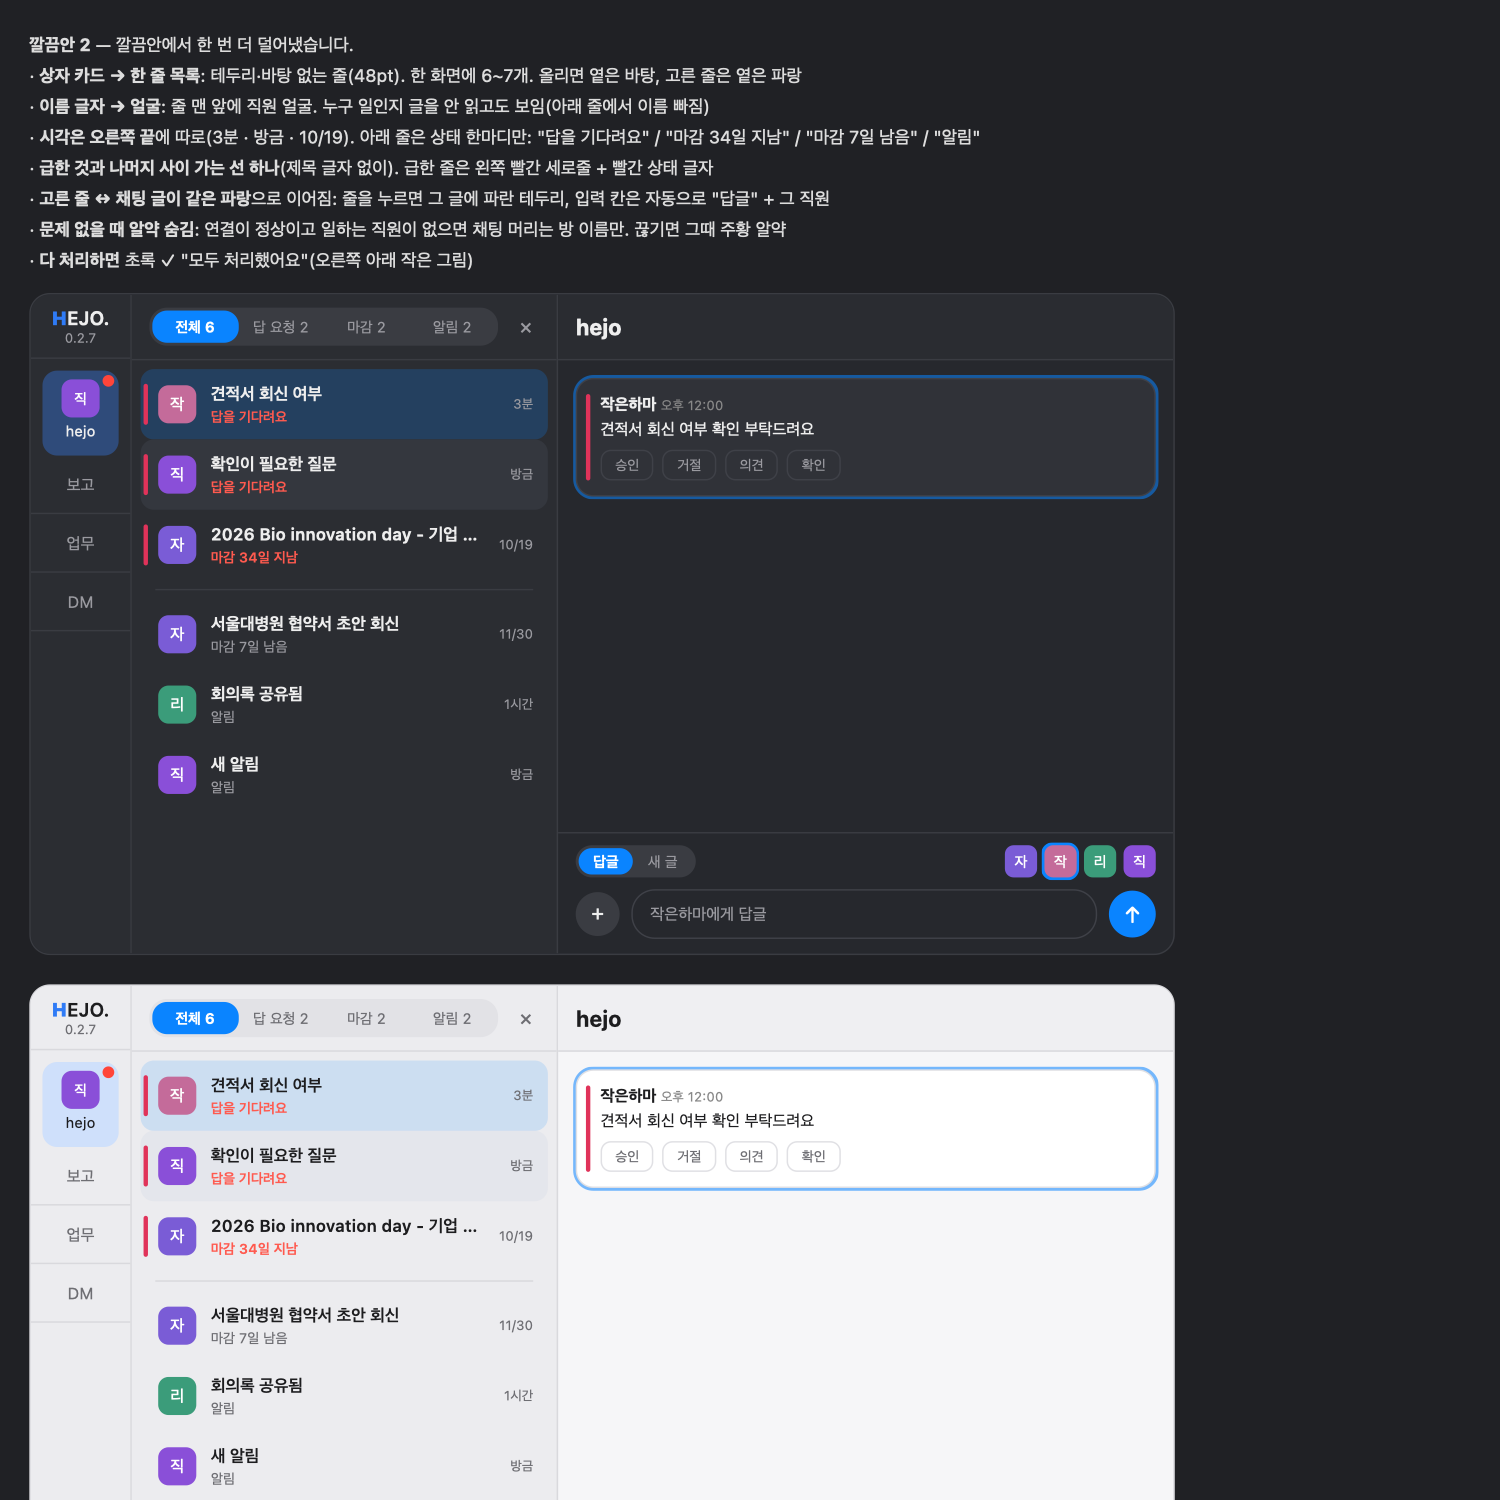 깔끔안 2 — 깔끔안에서 한 번 더 덜어냈습니다.
· 상자 카드 → 한 줄 목록: 테두리·바탕 없는 줄(48pt). 한 화면에 6~7개. 올리면 옅은 바탕, 고른 줄은 옅은 파랑
· 이름 글자 → 얼굴: 줄 맨 앞에 직원 얼굴. 누구 일인지 글을 안 읽고도 보임(아래 줄에서 이름 빠짐)
· 시각은 오른쪽 끝에 따로(3분 · 방금 · 10/19). 아래 줄은 상태 한마디만: "답을 기다려요" / "마감 34일 지남" / "마감 7일 남음" / "알림"
· 급한 것과 나머지 사이 가는 선 하나(제목 글자 없이). 급한 줄은 왼쪽 빨간 세로줄 + 빨간 상태 글자
· 고른 줄 ↔ 채팅 글이 같은 파랑으로 이어짐: 줄을 누르면 그 글에 파란 테두리, 입력 칸은 자동으로 "답글" + 그 직원
· 문제 없을 때 알약 숨김: 연결이 정상이고 일하는 직원이 없으면 채팅 머리는 방 이름만. 끊기면 그때 주황 알약
· 다 처리하면 초록 ✓ "모두 처리했어요"(오른쪽 아래 작은 그림)
HEJO.
0.2.7
직
hejo
보고
업무
DM
전체 6 답 요청 2 마감 2 알림 2 ×
작
견적서 회신 여부
답을 기다려요
3분
직
확인이 필요한 질문
답을 기다려요
방금
자
2026 Bio innovation day - 기업 ...
마감 34일 지남
10/19
자
서울대병원 협약서 초안 회신
마감 7일 남음
11/30
리
회의록 공유됨
알림
1시간
직
새 알림
알림
방금
hejo
작은하마 오후 12:00
견적서 회신 여부 확인 부탁드려요
승인 거절 의견 확인
답글 새 글
자 작 리 직
+ 작은하마에게 답글 ↑
HEJO.
0.2.7
직
hejo
보고
업무
DM
전체 6 답 요청 2 마감 2 알림 2 ×
작
견적서 회신 여부
답을 기다려요
3분
직
확인이 필요한 질문
답을 기다려요
방금
자
2026 Bio innovation day - 기업 ...
마감 34일 지남
10/19
자
서울대병원 협약서 초안 회신
마감 7일 남음
11/30
리
회의록 공유됨
알림
1시간
직
새 알림
알림
방금
hejo
작은하마 오후 12:00
견적서 회신 여부 확인 부탁드려요
승인 거절 의견 확인